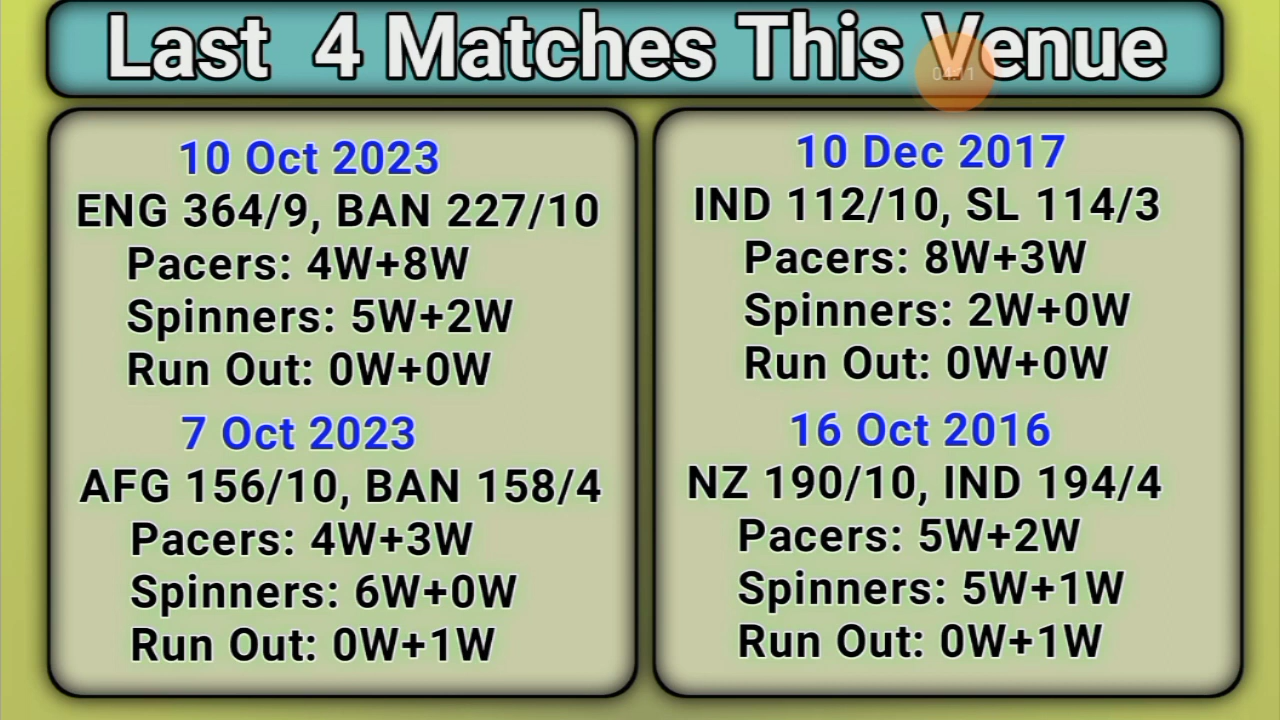 Last 4 Matches This Venue
10 Oct 2023
ENG 364/9, BAN 227/10
Pacers: 4W+8W
Spinners: 5W+2W
Run Out: 0W+0W
7 Oct 2023
AFG 156/10, BAN 158/4
Pacers: 4W+3W
Spinners: 6W+0W
Run Out: 0W+1W
10 Dec 2017
IND 112/10, SL 114/3
Pacers: 8W+3W
Spinners: 2W+0W
Run Out: 0W+0W
16 Oct 2016
NZ 190/10, IND 194/4
Pacers: 5W+2W
Spinners: 5W+1W
Run Out: 0W+1W